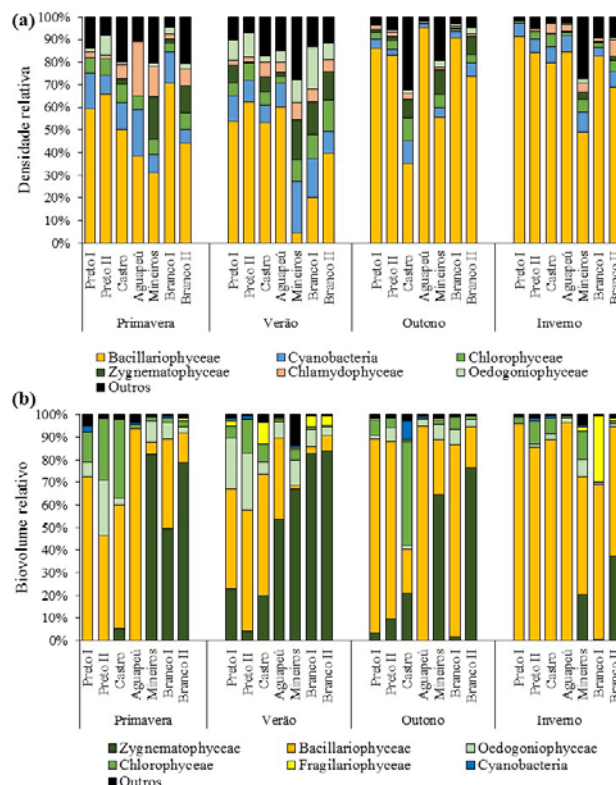 (a)
Densidade relativa
100%
90%
80%
70%
60%
50%
40%
30%
20%
10%
0%
Preto I
Preto II
Castro
Aguapeú
Mineiros
Branco I
Branco II
Preto I
Preto II
Castro
Aguapeú
Mineiros
Branco I
Branco II
Preto I
Preto II
Castro
Aguapeú
Mineiros
Branco I
Branco II
Preto I
Preto II
Castro
Aguapeú
Mineiros
Branco I
Branco II
Primavera Verão Outono Inverno
Bacillariophyceae Cyanobacteria Chlorophyceae
Zygnematophyceae Chlamydophyceae Oedogoniophyceae
Outros
(b)
Biovolume relativo
100%
90%
80%
70%
60%
50%
40%
30%
20%
10%
0%
Preto I
Preto II
Castro
Aguapeú
Mineiros
Branco I
Branco II
Preto I
Preto II
Castro
Aguapeú
Mineiros
Branco I
Branco II
Preto I
Preto II
Castro
Aguapeú
Mineiros
Branco I
Branco II
Preto I
Preto II
Castro
Aguapeú
Mineiros
Branco I
Branco II
Primavera Verão Outono Inverno
Zygnematophyceae Bacillariophyceae Oedogoniophyceae
Chlorophyceae Fragilariophyceae Cyanobacteria
Outros